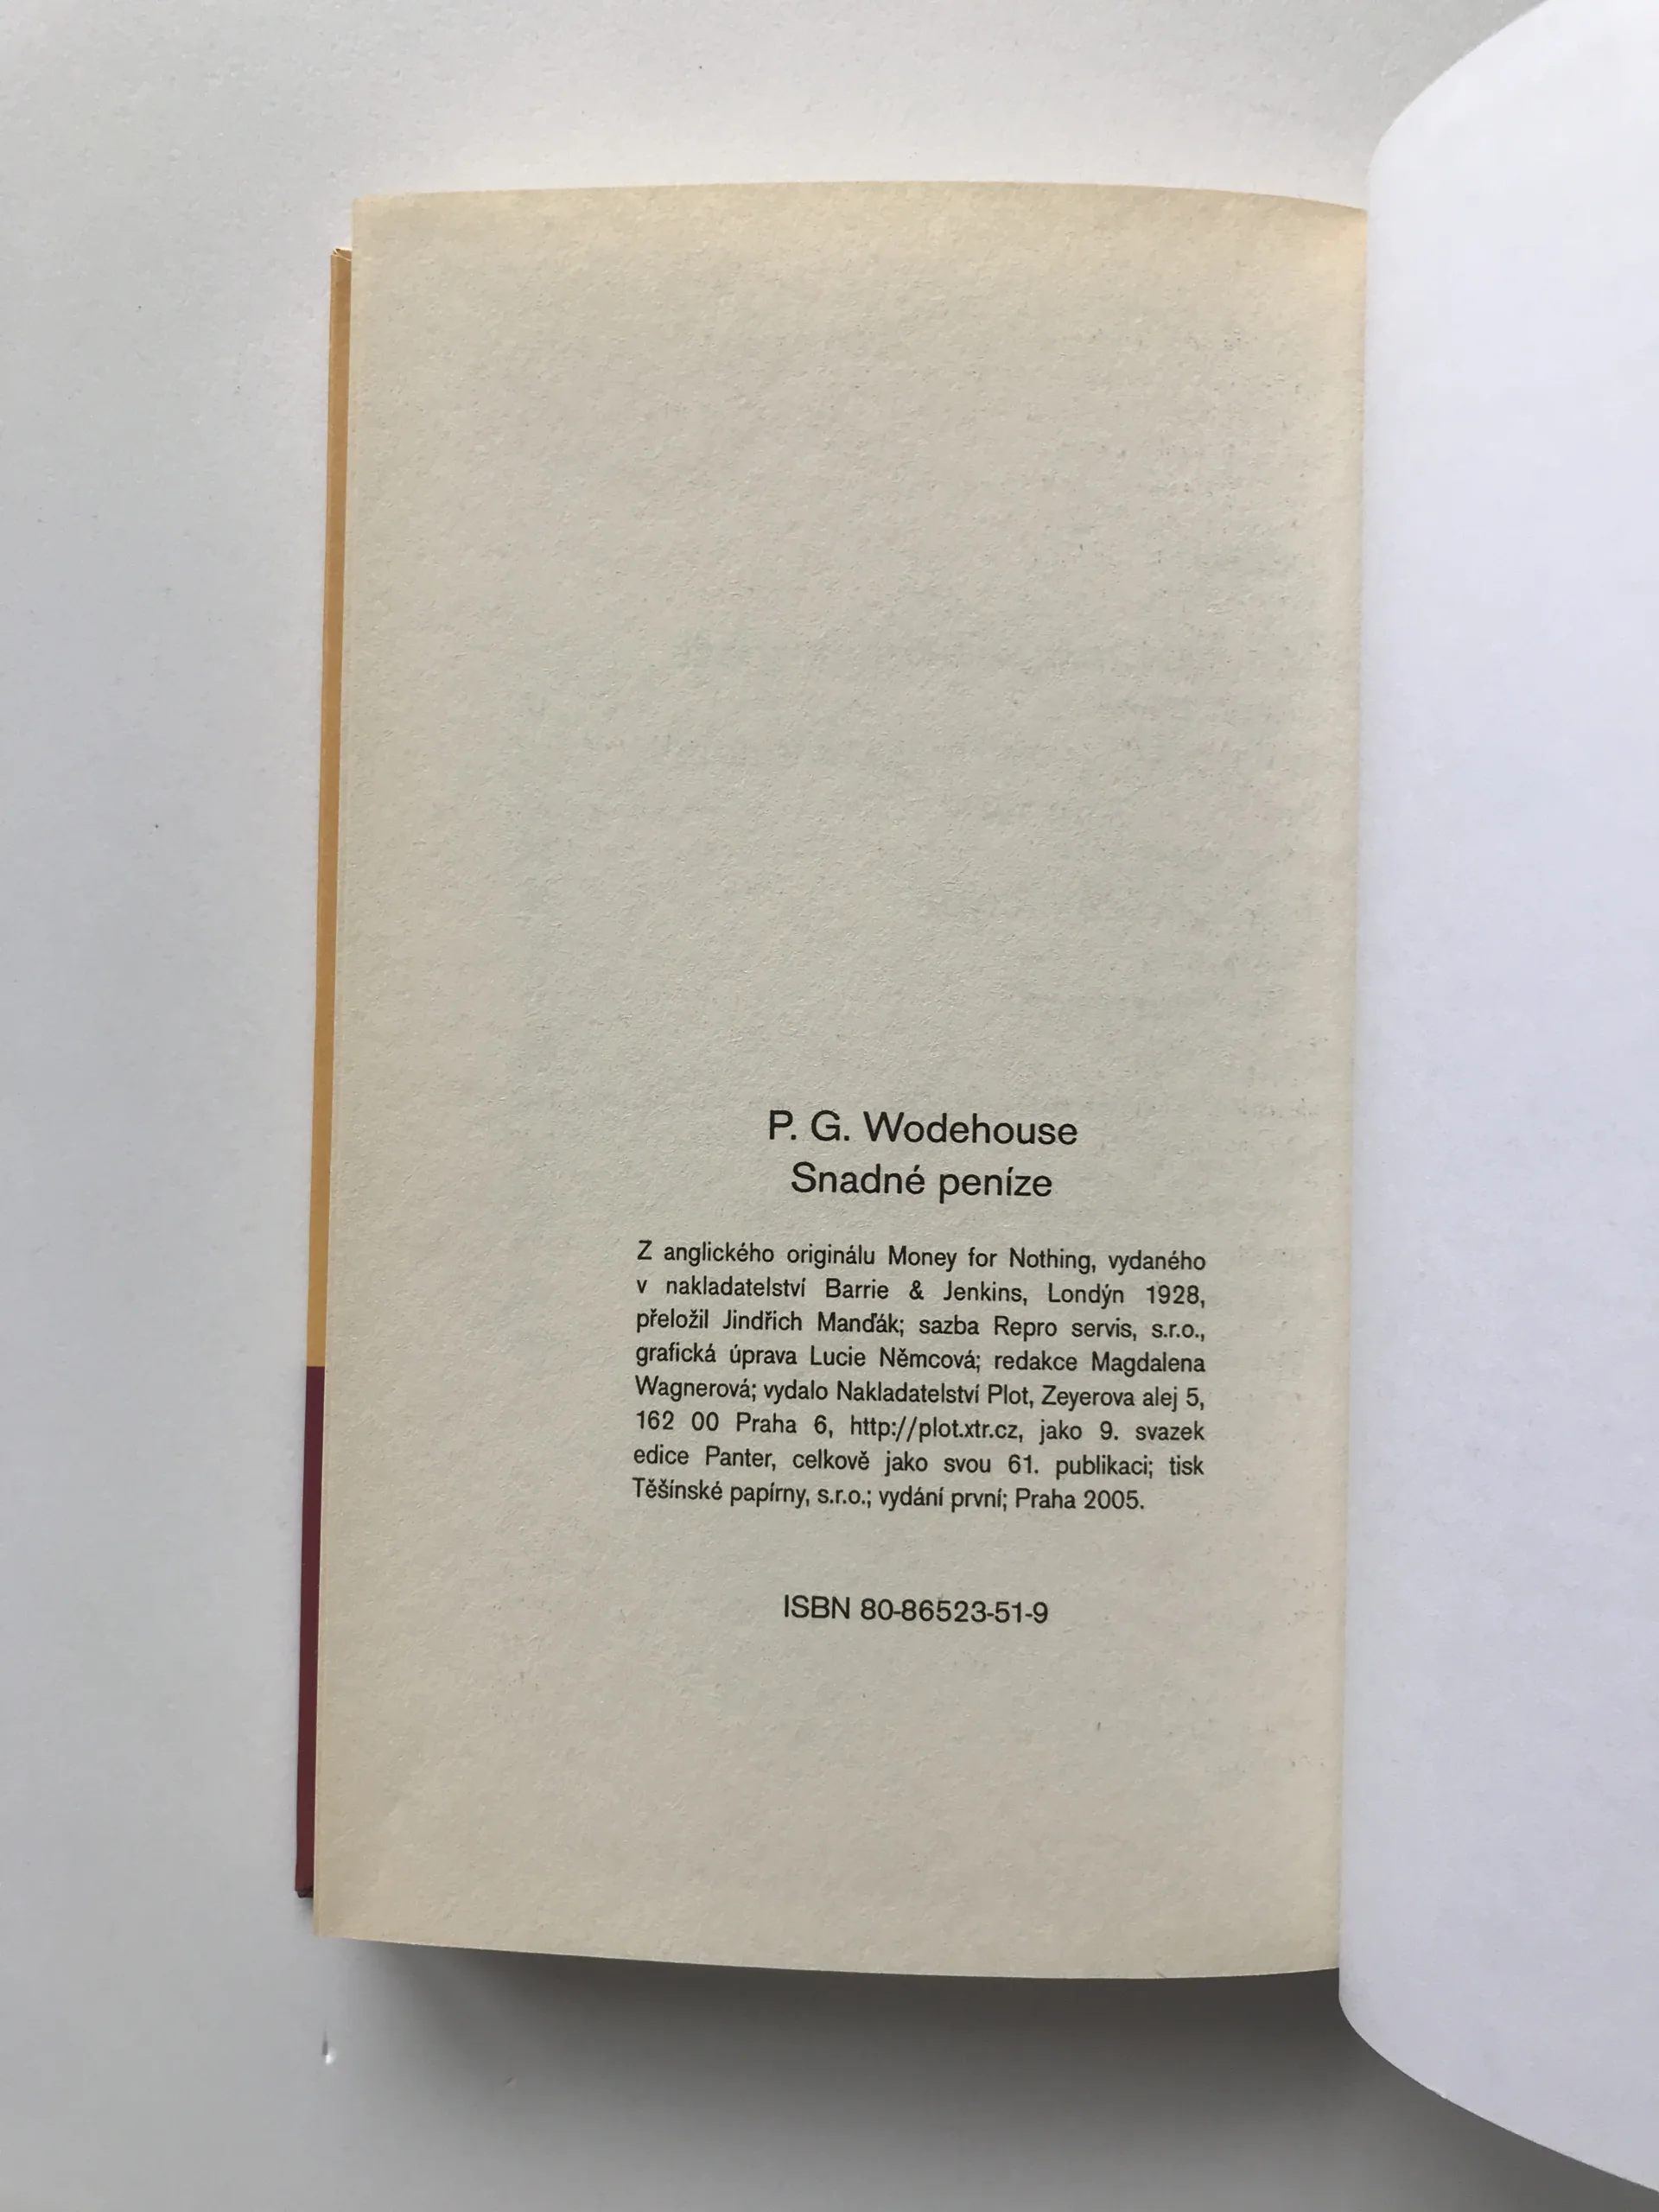 P. G. Wodehouse
Snadné peníze
Z anglického originálu Money for Nothing, vydaného
v nakladatelství Barrie & Jenkins, Londýn 1928,
přeložil Jindřich Manďák; sazba Repro servis, s.r.o.,
grafická úprava Lucie Němcová; redakce Magdalena
Wagnerová; vydalo Nakladatelství Plot, Zeyerova alej 5,
162 00 Praha 6, http://plot.xtr.cz, jako 9. svazek
edice Panter, celkově jako svou 61. publikaci; tisk
Těšínské papírny, s.r.o.; vydání první; Praha 2005.
ISBN 80-86523-51-9